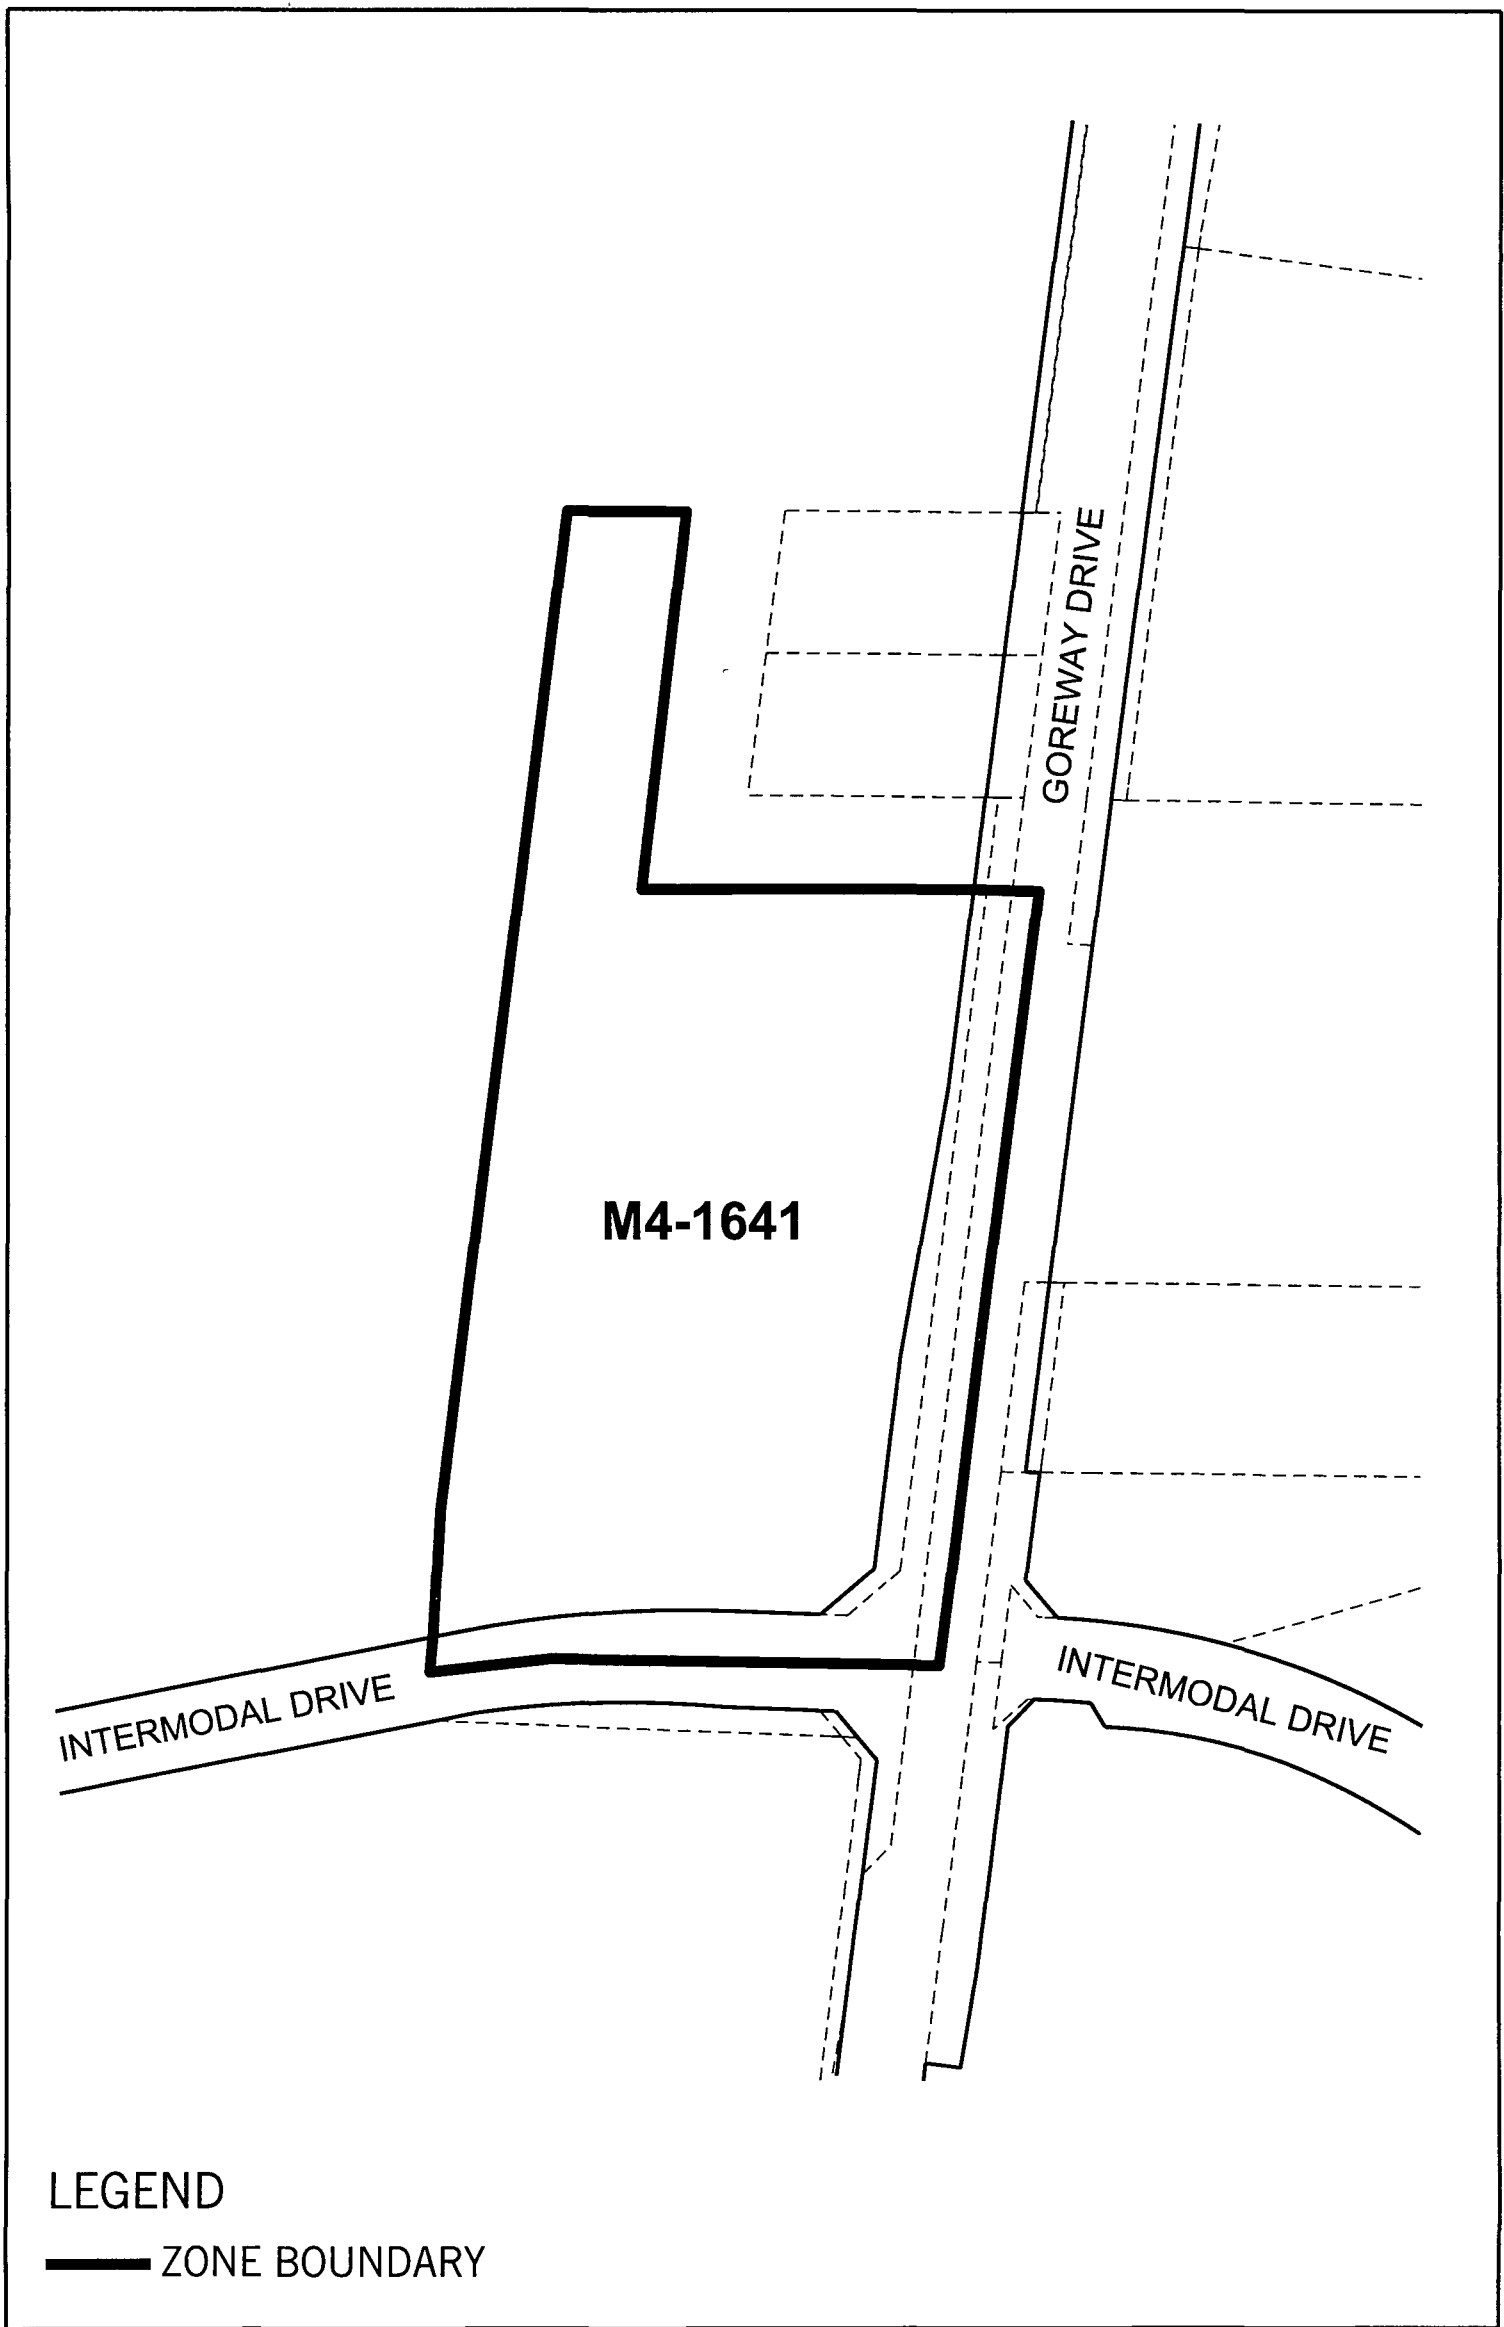 GOREWAY DRIVE
M4-1641
INTERMODAL DRIVE
INTERMODAL DRIVE
LEGEND
ZONE BOUNDARY